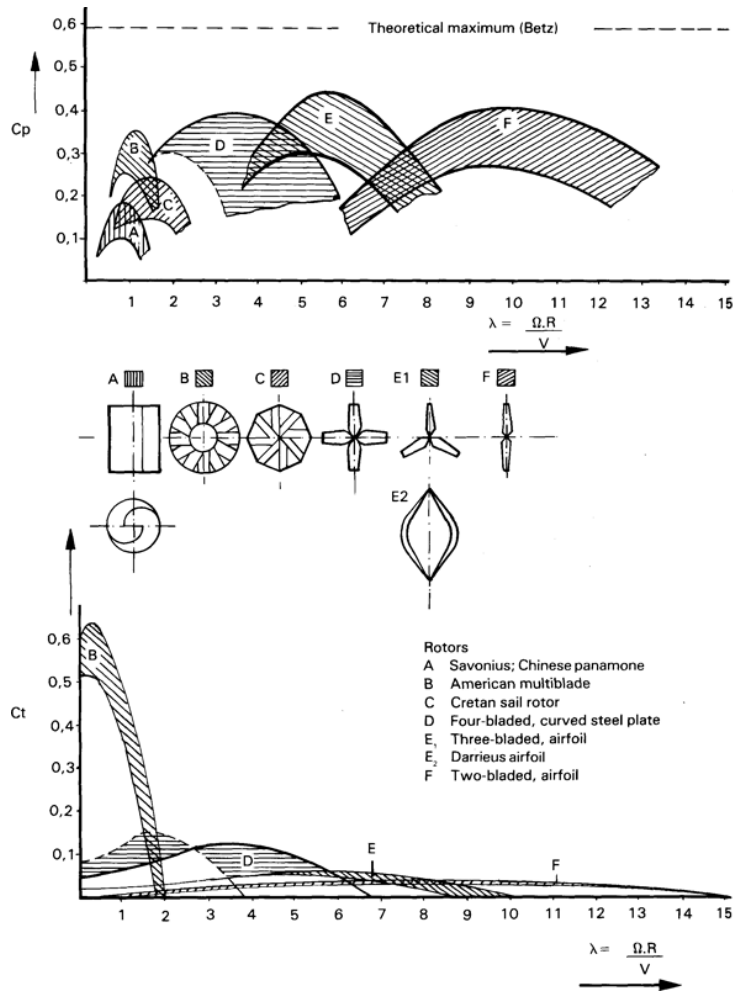 0,6
Theoretical maximum (Betz)
0,5
0,4
Cp
0,3
0,2
0,1
B
D
E
F
C
A
1 2 3 4 5 6 7 8 9 10 11 12 13 14 15
λ = Ω.R
V
A B C D E1 F
E2
0,6
B
Ct
0,5
0,4
0,3
0,2
0,1
Rotors
A Savonius; Chinese panamone
B American multiblade
C Cretan sail rotor
D Four-bladed, curved steel plate
E₁ Three-bladed, airfoil
E₂ Darrieus airfoil
F Two-bladed, airfoil
E
D
F
1 2 3 4 5 6 7 8 9 10 11 12 13 14 15
λ = Ω.R
V